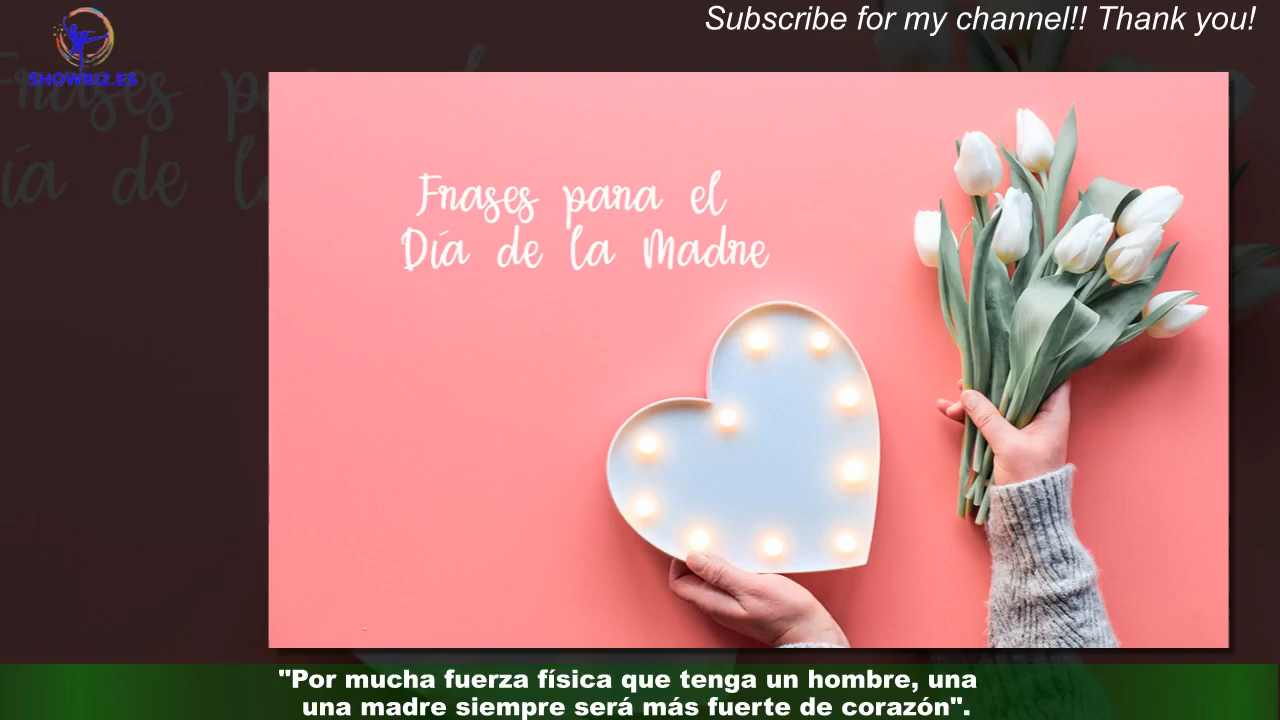 Subscribe for my channel!! Thank you!
SHOWBIZ.ES
Frases para el
Día de la Madre
"Por mucha fuerza física que tenga un hombre, una
una madre siempre será más fuerte de corazón".